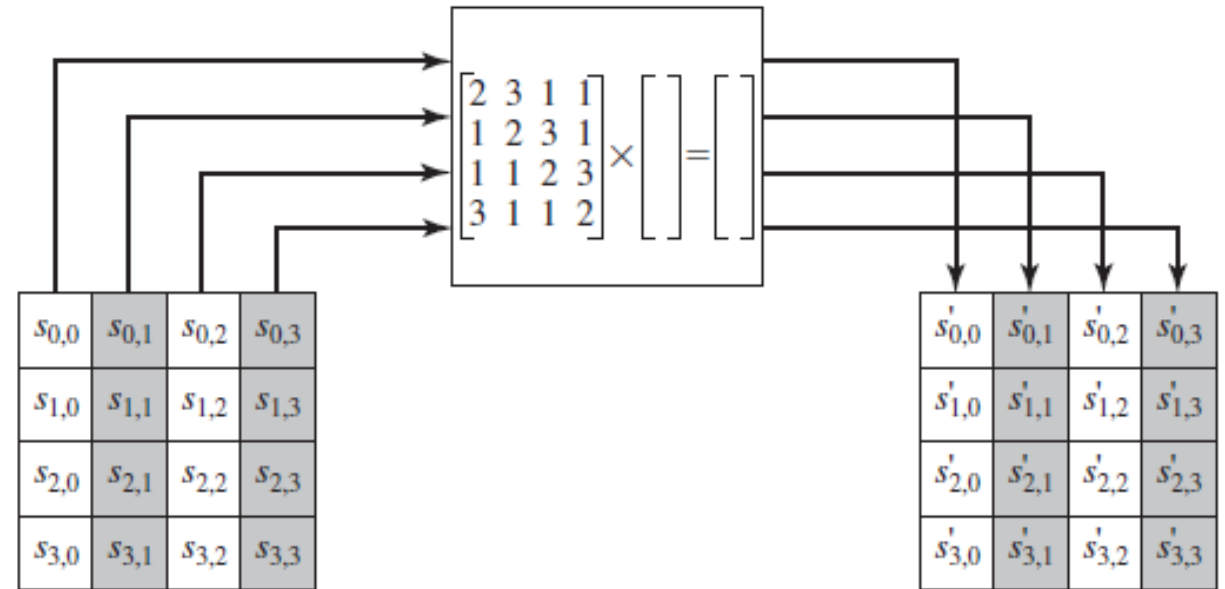 2 3 1 1
1 2 3 1
1 1 2 3
3 1 1 2
× =
s0,0 s0,1 s0,2 s0,3
s1,0 s1,1 s1,2 s1,3
s2,0 s2,1 s2,2 s2,3
s3,0 s3,1 s3,2 s3,3
s'0,0 s'0,1 s'0,2 s'0,3
s'1,0 s'1,1 s'1,2 s'1,3
s'2,0 s'2,1 s'2,2 s'2,3
s'3,0 s'3,1 s'3,2 s'3,3